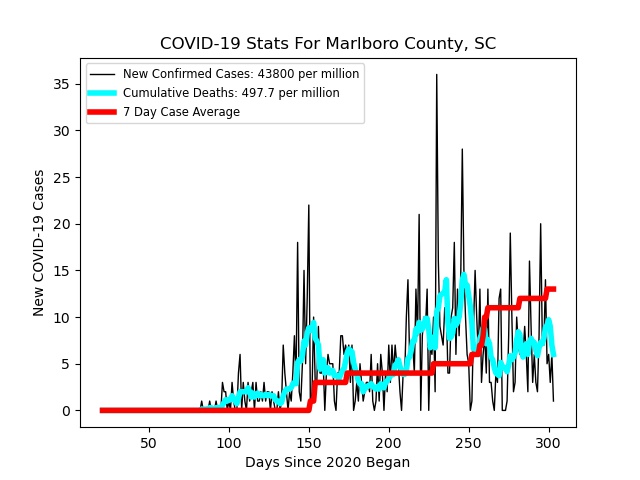 COVID-19 Stats For Marlboro County, SC
New Confirmed Cases: 43800 per million
Cumulative Deaths: 497.7 per million
7 Day Case Average
New COVID-19 Cases
35
30
25
20
15
10
5
0
50 100 150 200 250 300
Days Since 2020 Began